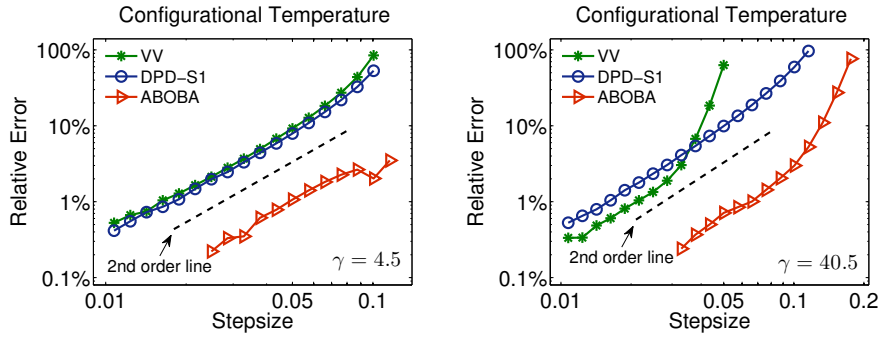 Configurational Temperature
100%
10%
1%
0.1%
Relative Error
VV
DPD-S1
ABOBA
2nd order line
γ = 4.5
0.01
0.05
0.1
Stepsize
Configurational Temperature
100%
10%
1%
0.1%
Relative Error
VV
DPD-S1
ABOBA
2nd order line
γ = 40.5
0.01
0.05
0.1
0.2
Stepsize